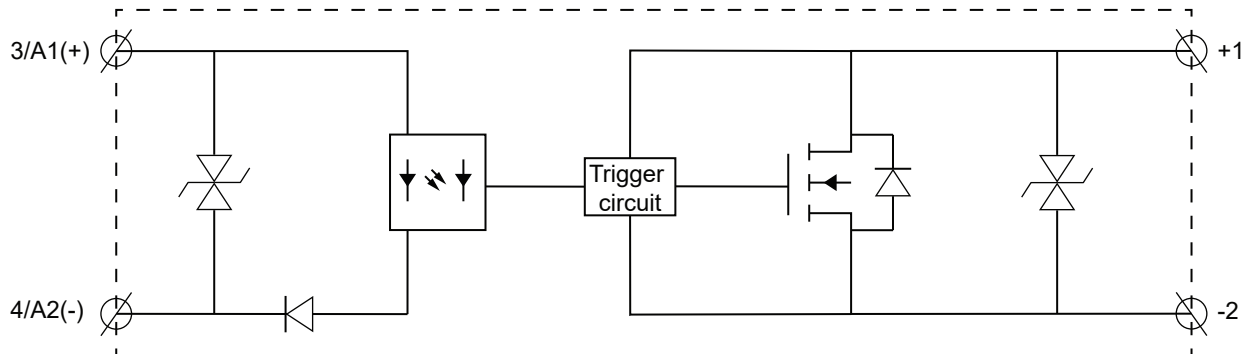 3/A1(+)
+1
Trigger
circuit
4/A2(-)
-2